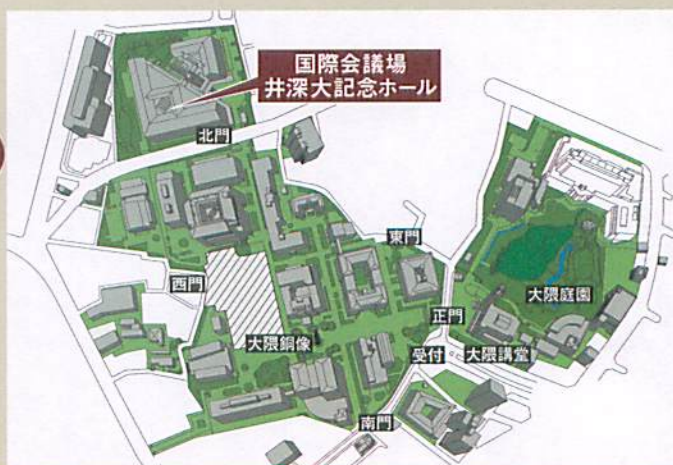 国際会議場
井深大記念ホール
北門
東門
西門
大隈庭園
正門
大隈銅像
受付
大隈講堂
南門